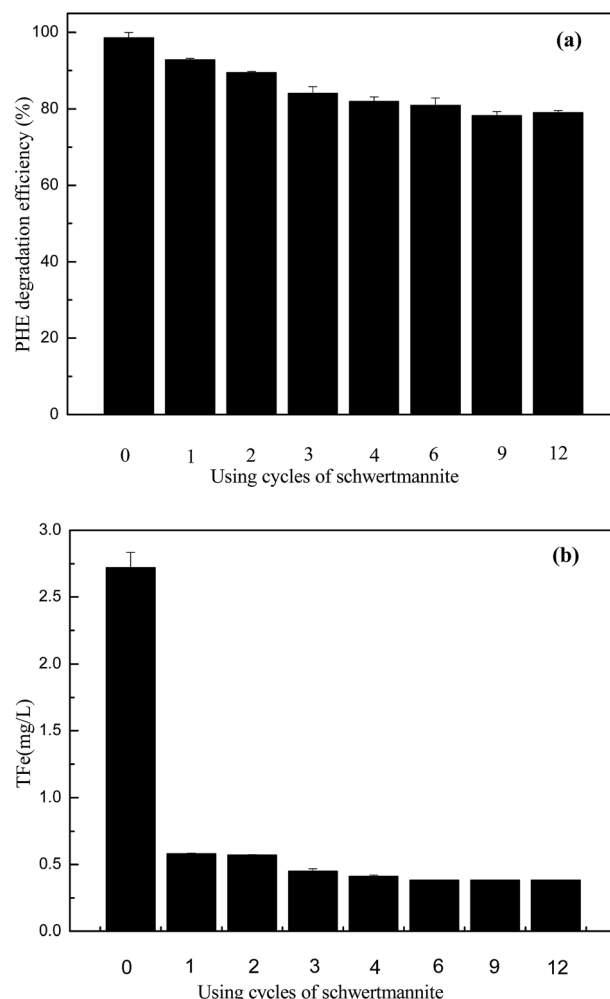 (a)
100
80
60
40
20
0
PHE degradation efficiency (%)
0 1 2 3 4 6 9 12
Using cycles of schwertmannite
(b)
3.0
2.5
2.0
1.5
1.0
0.5
0.0
TFe(mg/L)
0 1 2 3 4 6 9 12
Using cycles of schwertmannite